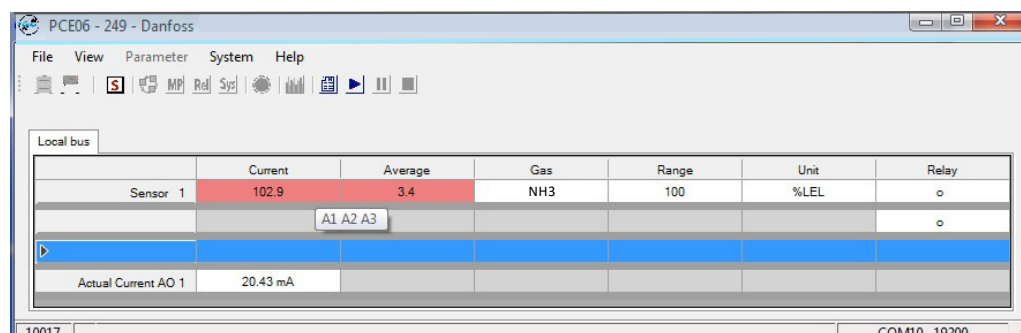 PCE06 - 249 - Danfoss
File View Parameter System Help
S MP Rel Sys
Local bus
Current Average Gas Range Unit Relay
Sensor 1 102.9 3.4 NH3 100 %LEL o
A1 A2 A3 o
Actual Current AO 1 20.43 mA
10017 COM10 19200